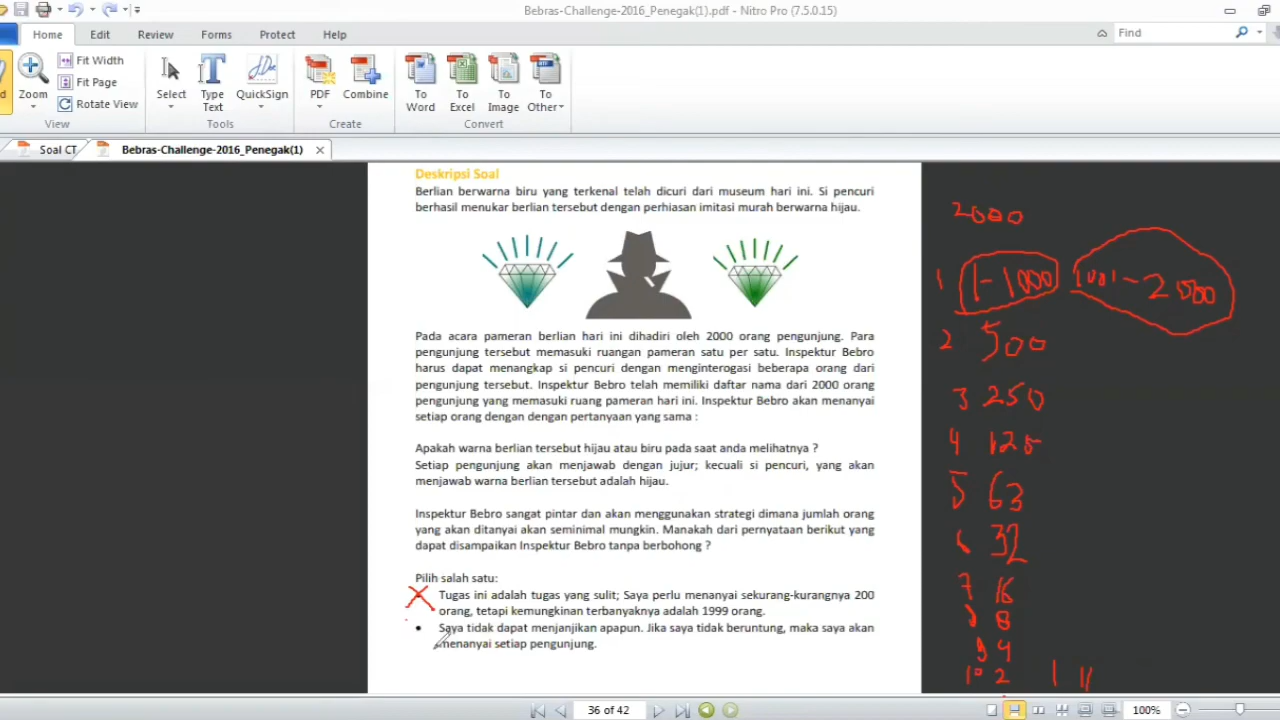 Bebras-Challenge-2016_Penegak(1).pdf - Nitro Pro (7.5.0.15)
Home Edit Review Forms Protect Help Find
Zoom Fit Width Fit Page Rotate View
Select Type Text QuickSign
PDF Combine
To Word To Excel To Image To Other
View Tools Create Convert
Soal CT Bebras-Challenge-2016_Penegak(1)
Deskripsi Soal
Berlian berwarna biru yang terkenal telah dicuri dari museum hari ini. Si pencuri
berhasil menukar berlian tersebut dengan perhiasan imitasi murah berwarna hijau.
Pada acara pameran berlian hari ini dihadiri oleh 2000 orang pengunjung. Para
pengunjung tersebut memasuki ruangan pameran satu per satu. Inspektur Bebro
harus dapat menangkap si pencuri dengan menginterogasi beberapa orang dari
pengunjung tersebut. Inspektur Bebro telah memiliki daftar nama dari 2000 orang
pengunjung yang memasuki ruang pameran hari ini. Inspektur Bebro akan menanyai
setiap orang dengan dengan pertanyaan yang sama :
Apakah warna berlian tersebut hijau atau biru pada saat anda melihatnya ?
Setiap pengunjung akan menjawab dengan jujur; kecuali si pencuri, yang akan
menjawab warna berlian tersebut adalah hijau.
Inspektur Bebro sangat pintar dan akan menggunakan strategi dimana jumlah orang
yang akan ditanyai akan seminimal mungkin. Manakah dari pernyataan berikut yang
dapat disampaikan Inspektur Bebro tanpa berbohong ?
Pilih salah satu:
Tugas ini adalah tugas yang sulit; Saya perlu menanyai sekurang-kurangnya 200
orang, tetapi kemungkinan terbanyaknya adalah 1999 orang.
• Saya tidak dapat menjanjikan apapun. Jika saya tidak beruntung, maka saya akan
menanyai setiap pengunjung.
2000
1 1-1000 1001-2000
2 500
3 250
4 125
5 63
6 32
7 16
8 8
9 4
10 2 1 11
36 of 42
100%